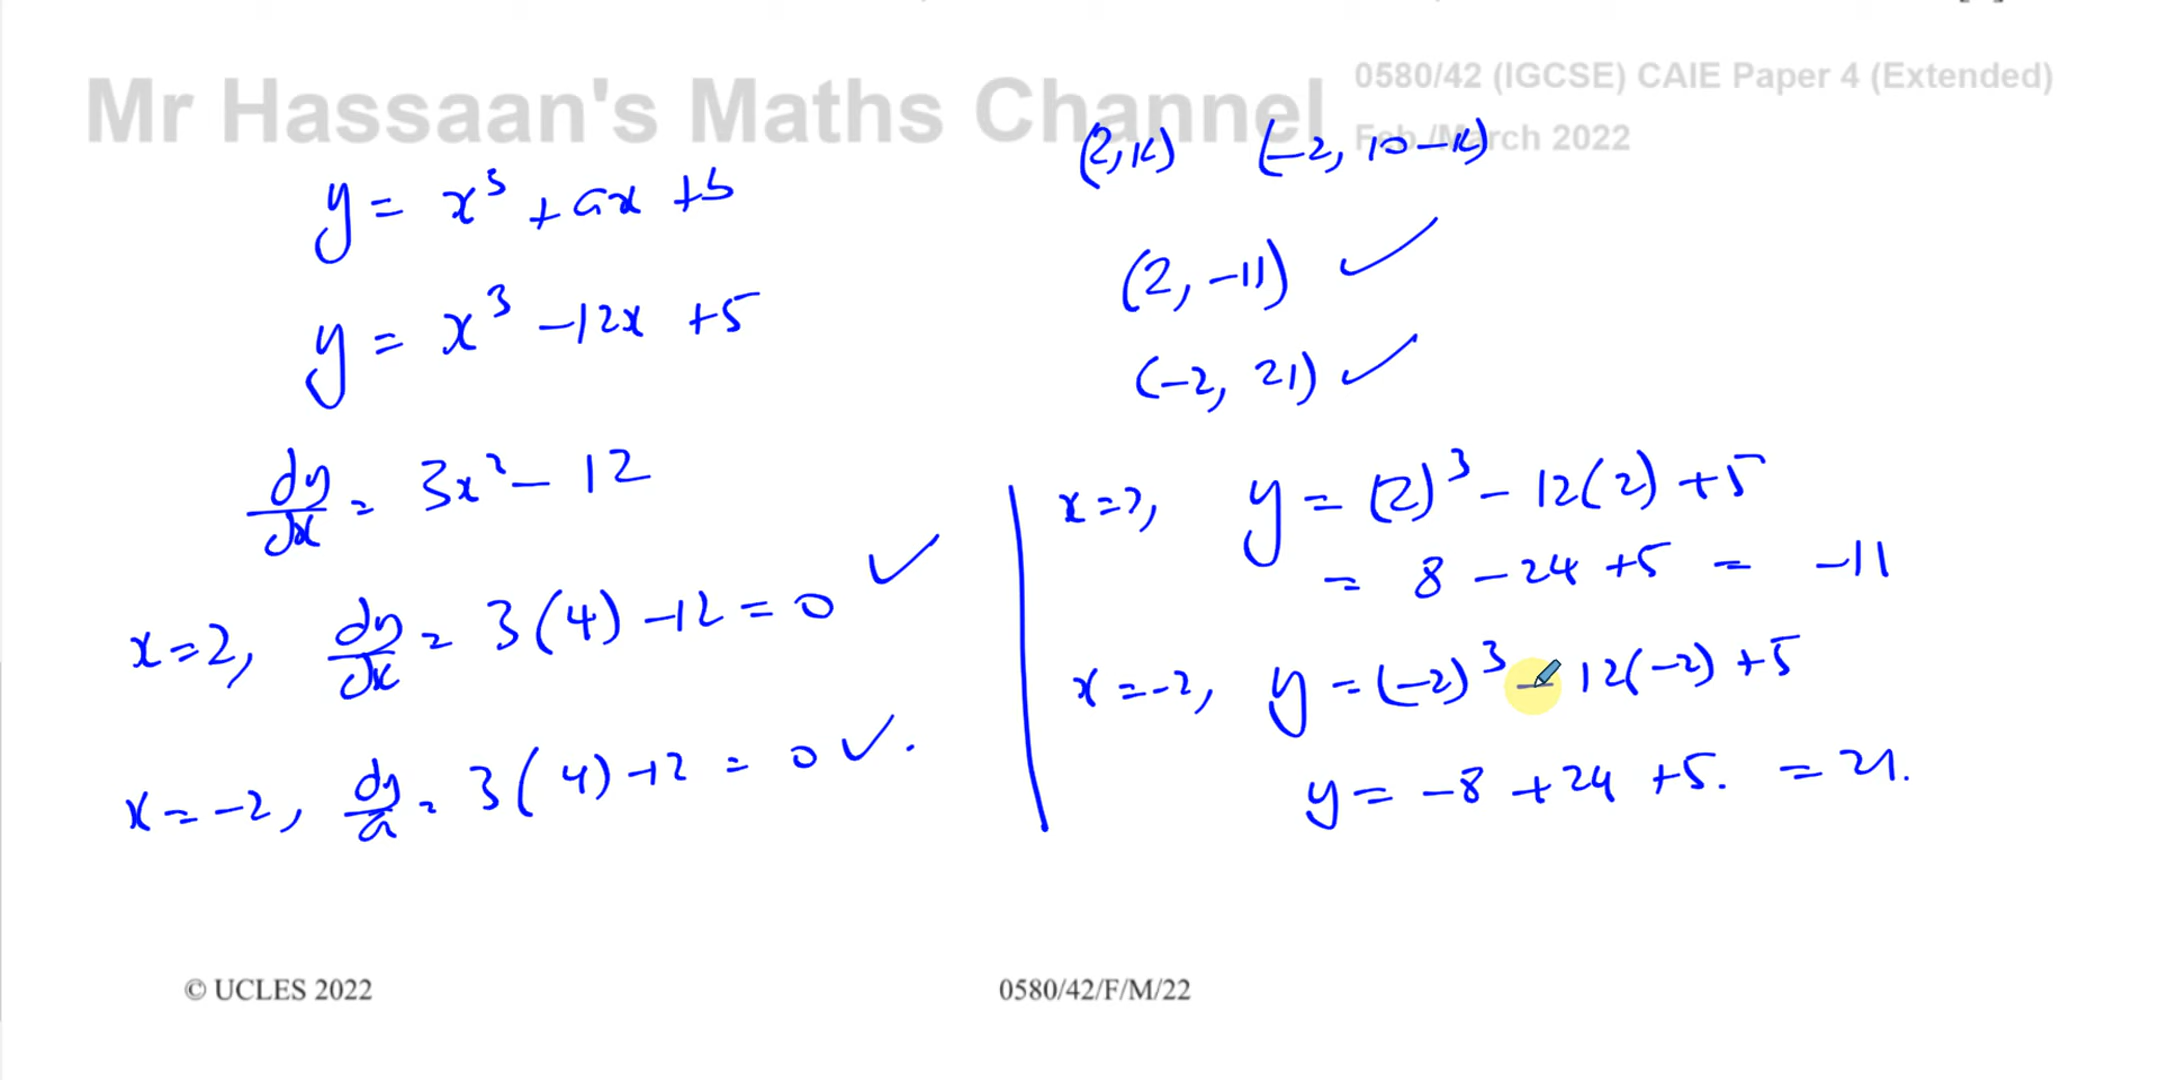 Mr Hassaan's Maths Channel
0580/42 (IGCSE) CAIE Paper 4 (Extended)
Feb/March 2022
(2,k) (-2, 10-k)
y = x³ + ax + b
(2, -11) ✓
y = x³ -12x +5
(-2, 21) ✓
dy/dx = 3x² - 12
x=2, dy/dx = 3(4) -12 = 0 ✓
x=-2, dy/dx = 3(4) -12 = 0 ✓.
x=2, y = (2)³ - 12(2) +5
= 8 - 24 +5 = -11
x=-2, y = (-2)³ - 12(-2) +5
y = -8 +24 +5. = 21.
© UCLES 2022
0580/42/F/M/22